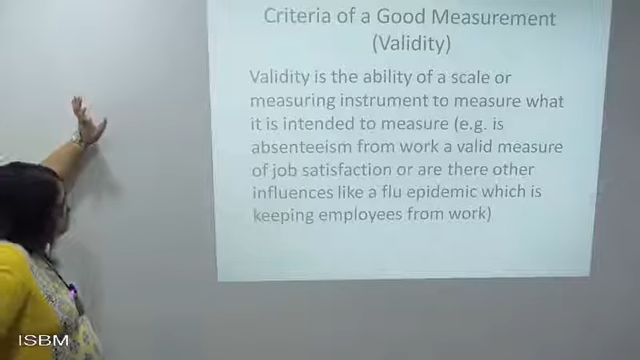 Criteria of a Good Measurement
(Validity)
Validity is the ability of a scale or
measuring instrument to measure what
it is intended to measure (e.g. is
absenteeism from work a valid measure
of job satisfaction or are there other
influences like a flu epidemic which is
keeping employees from work)
ISBM